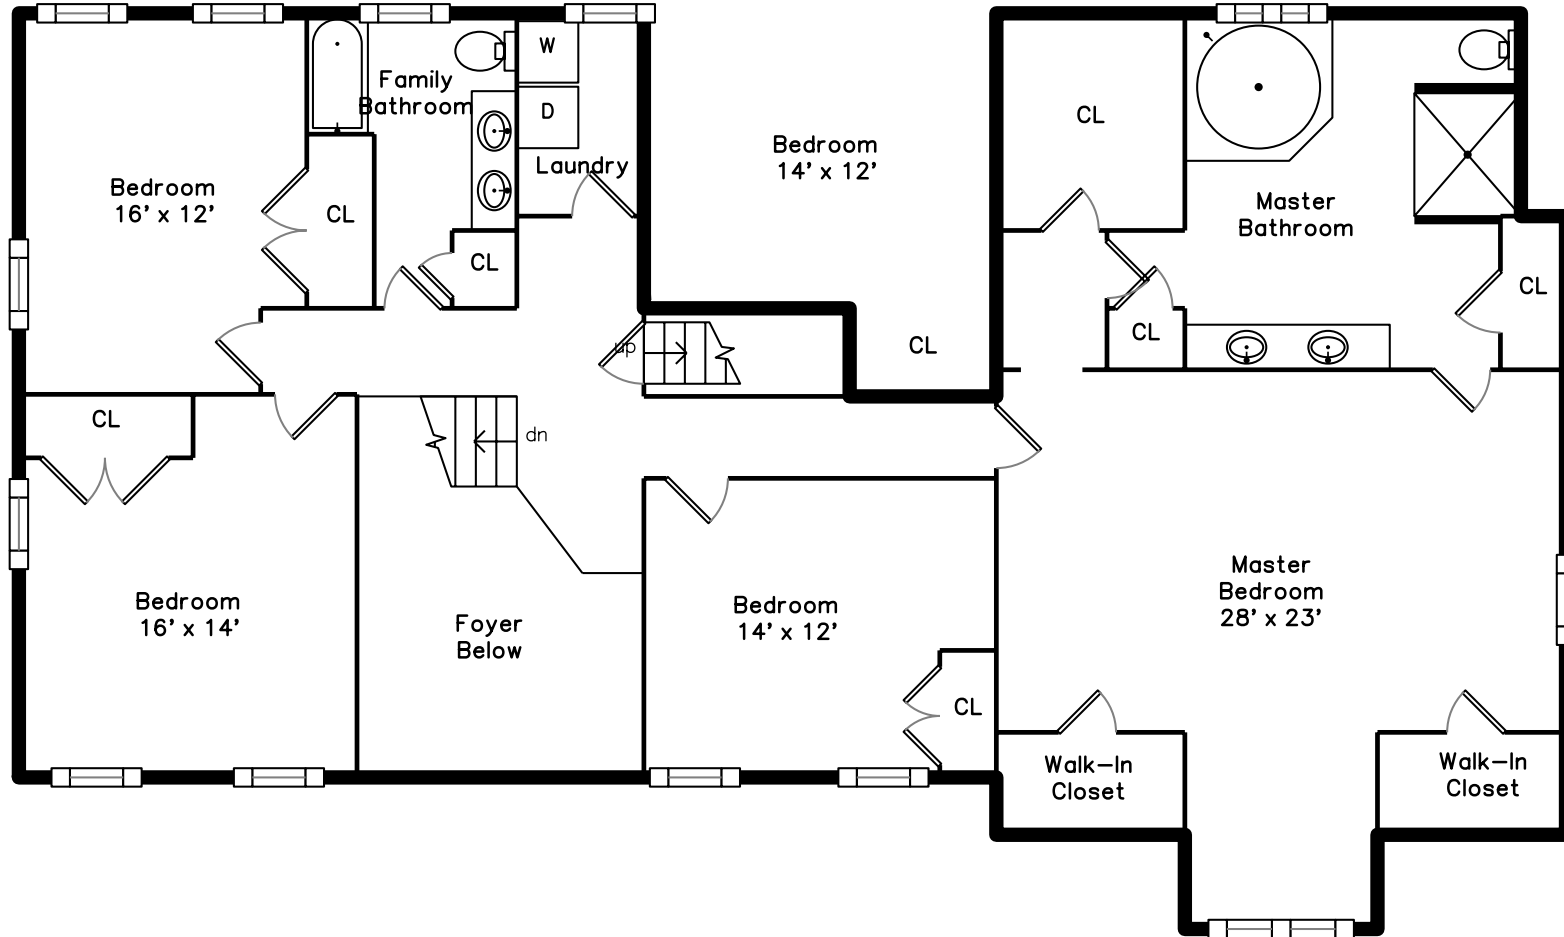 Family
Bathroom
W
D
Laundry
Bedroom
16' x 12'
CL
CL
Bedroom
14' x 12'
CL
CL
Master
Bathroom
CL
CL
up
CL
dn
Bedroom
16' x 14'
Foyer
Below
Bedroom
14' x 12'
CL
Master
Bedroom
28' x 23'
Walk-In
Closet
Walk-In
Closet